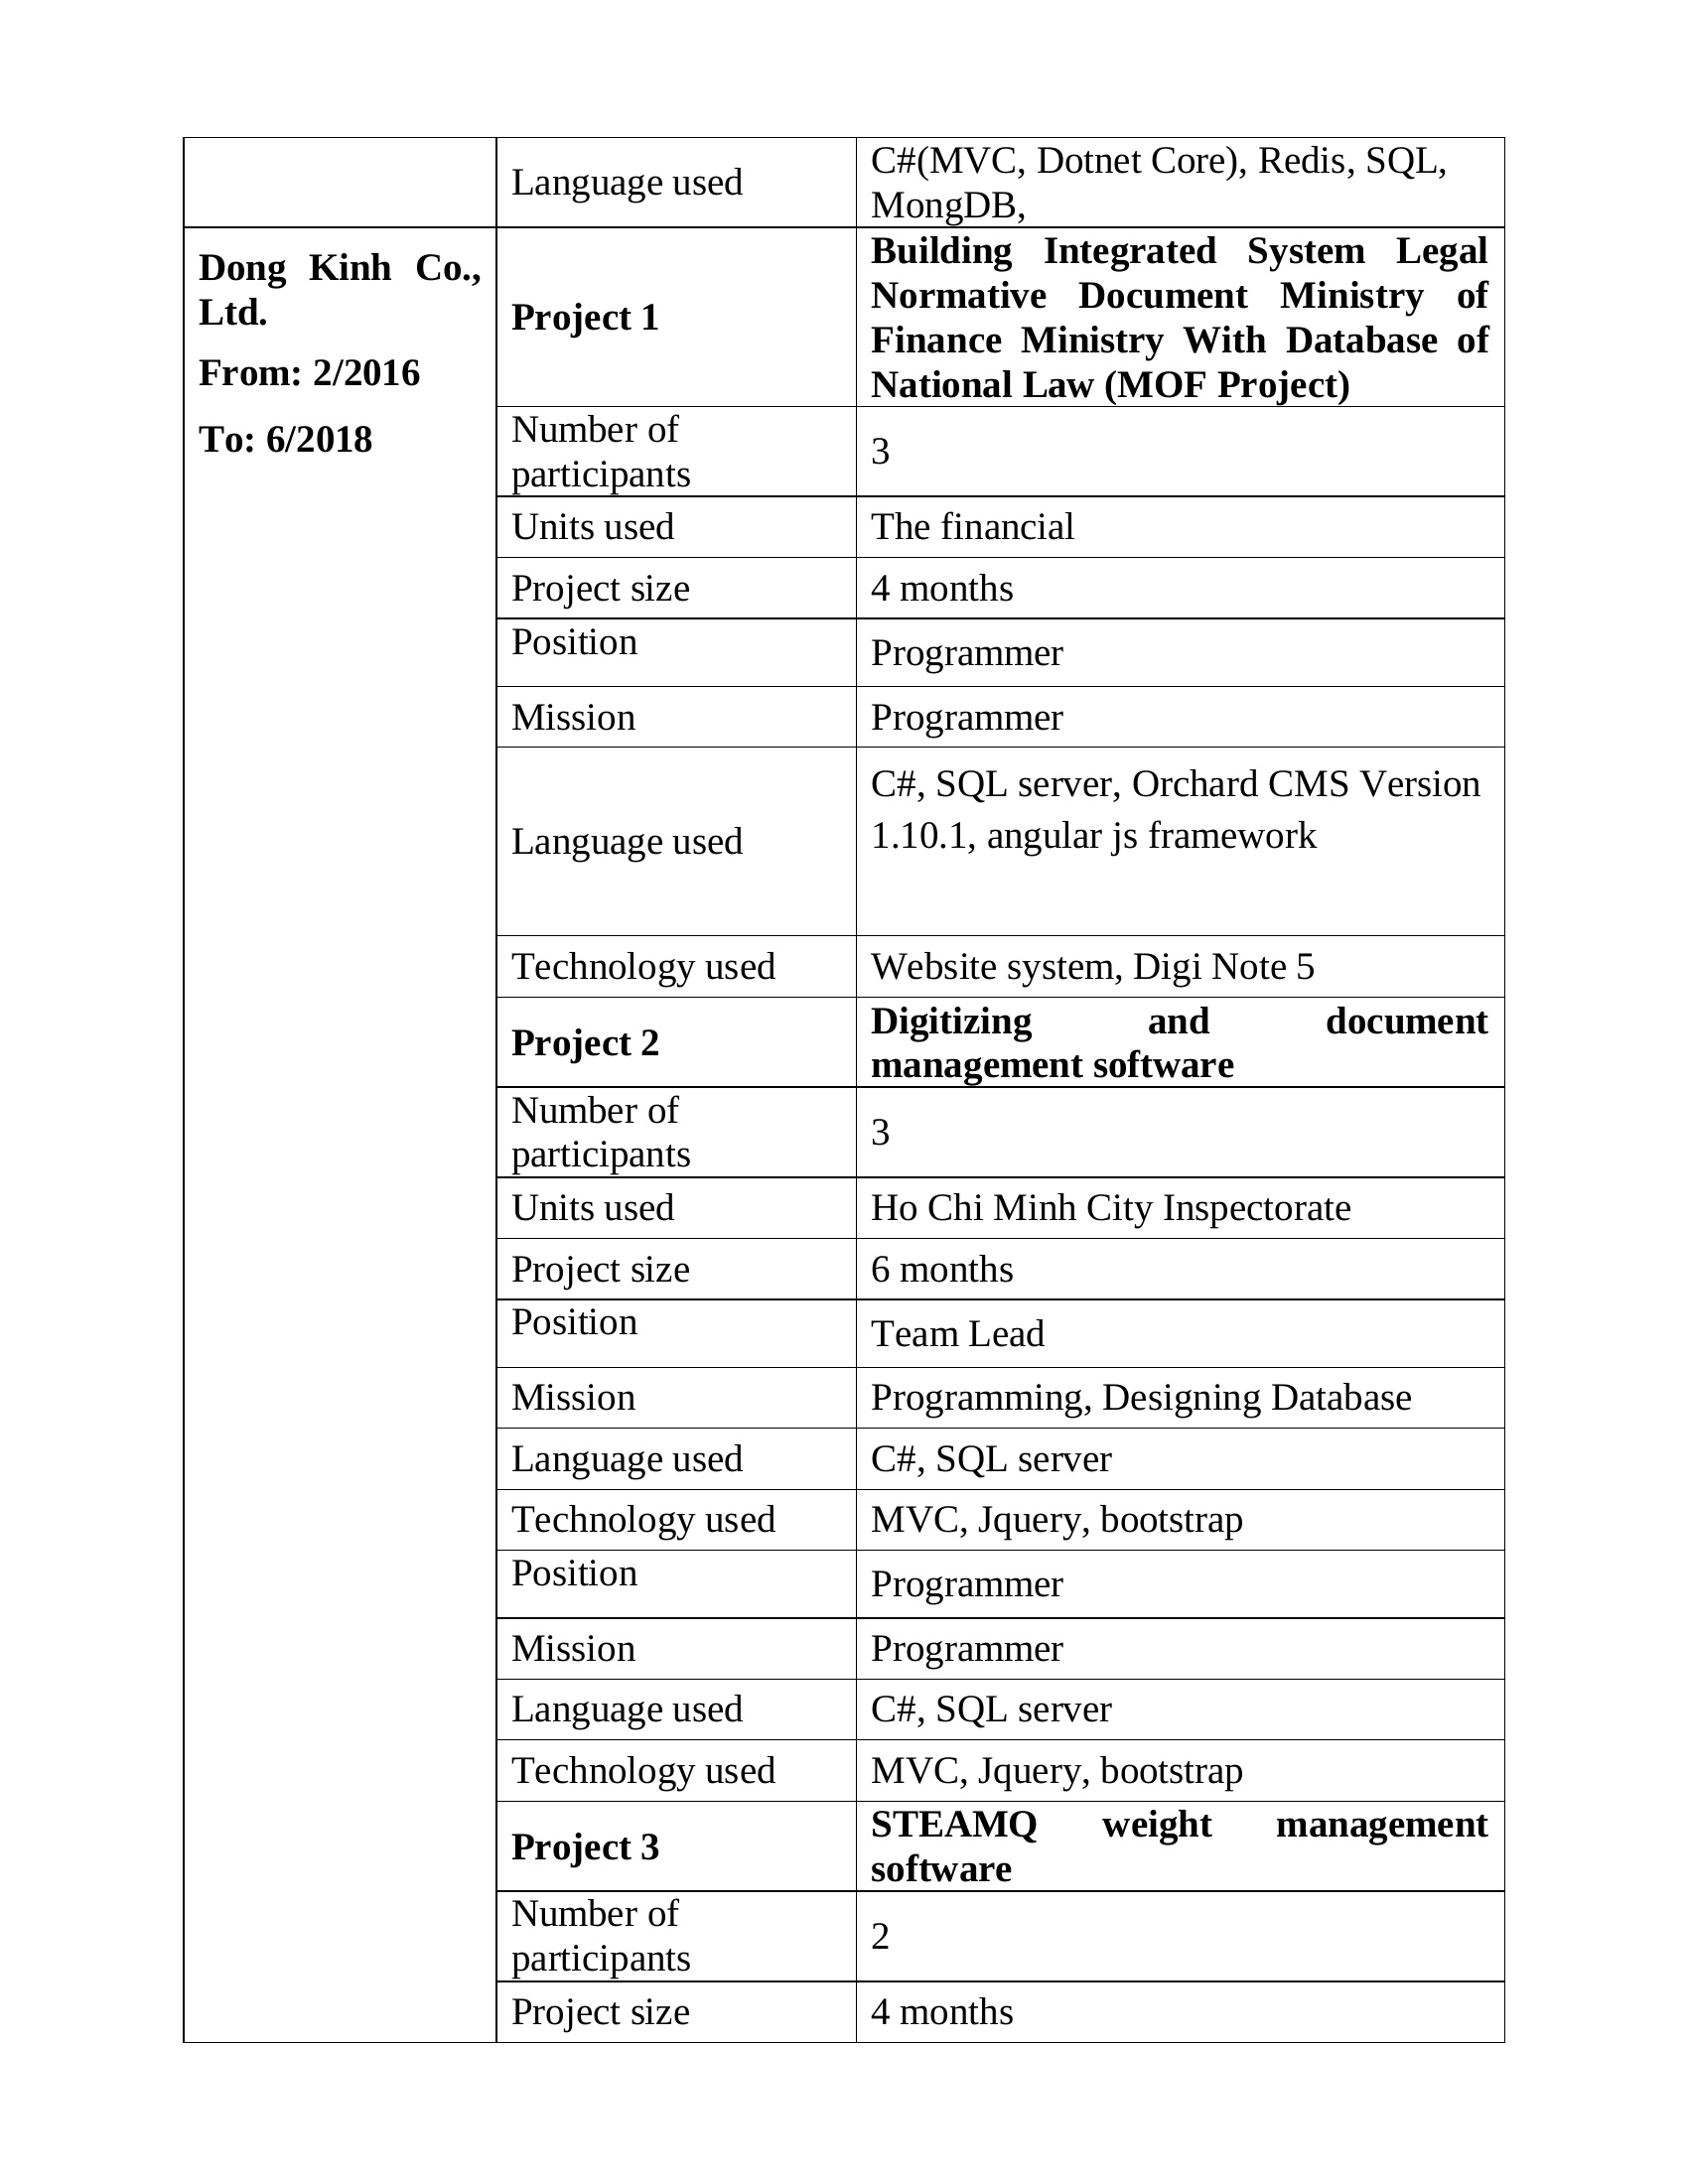 Language used
C#(MVC, Dotnet Core), Redis, SQL,
MongDB,
Dong Kinh Co.,
Ltd.
From: 2/2016
To: 6/2018
Project 1
Building Integrated System Legal
Normative Document Ministry of
Finance Ministry With Database of
National Law (MOF Project)
Number of
participants
3
Units used
The financial
Project size
4 months
Position
Programmer
Mission
Programmer
Language used
C#, SQL server, Orchard CMS Version
1.10.1, angular js framework
Technology used
Website system, Digi Note 5
Project 2
Digitizing and document
management software
Number of
participants
3
Units used
Ho Chi Minh City Inspectorate
Project size
6 months
Position
Team Lead
Mission
Programming, Designing Database
Language used
C#, SQL server
Technology used
MVC, Jquery, bootstrap
Position
Programmer
Mission
Programmer
Language used
C#, SQL server
Technology used
MVC, Jquery, bootstrap
Project 3
STEAMQ weight management
software
Number of
participants
2
Project size
4 months